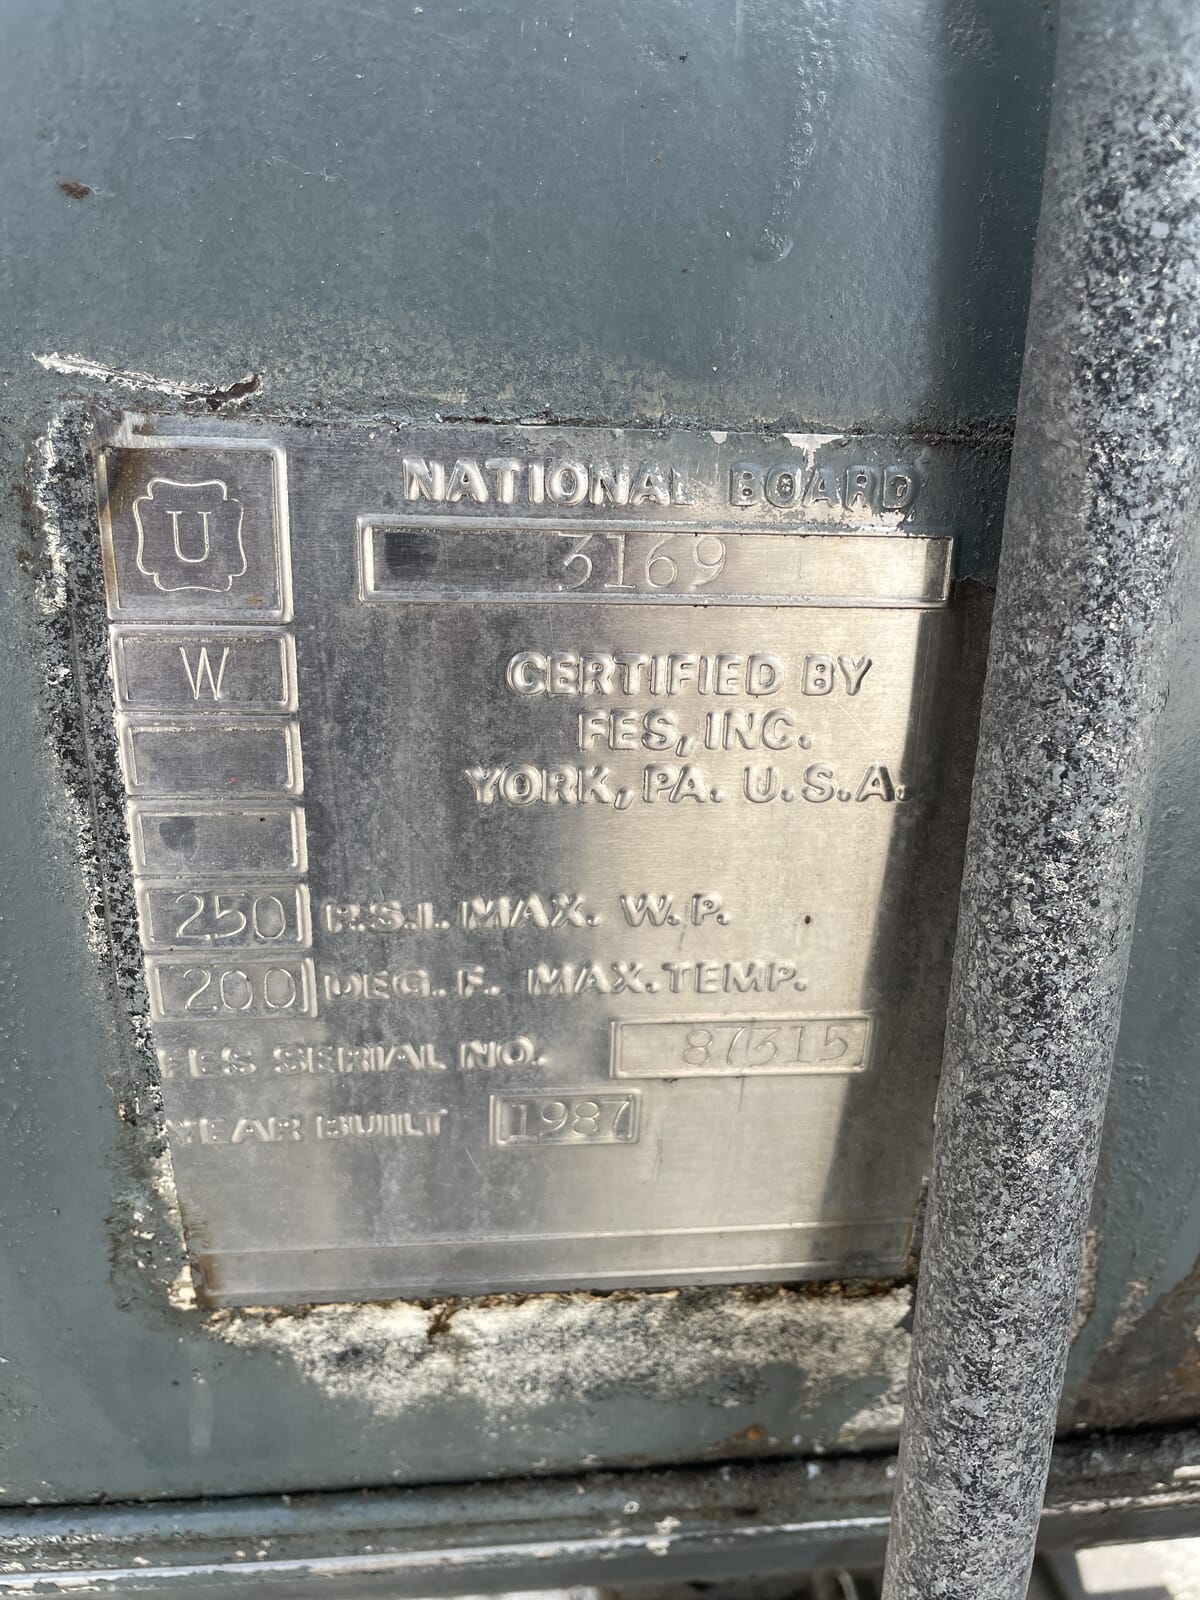 U
NATIONAL BOARD
3169
W
CERTIFIED BY
FES, INC.
YORK, PA. U.S.A.
250 P.S.I. MAX. W.P.
200 DEG. F. MAX. TEMP.
FES SERIAL NO. 87315
YEAR BUILT 1987